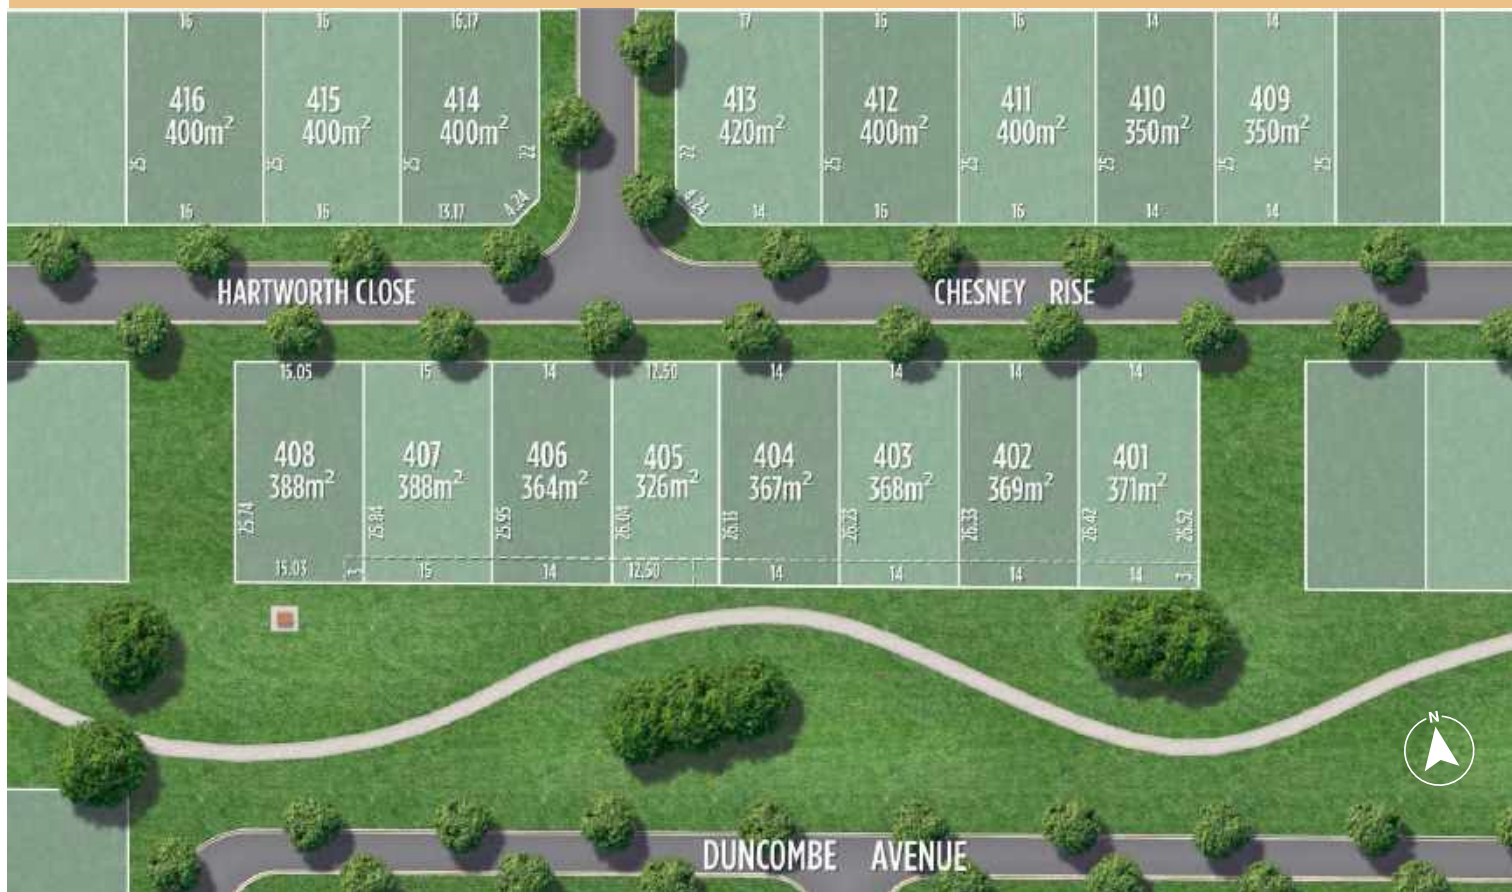 16 16 16.17 17 16 16 14 14
416 415 414 413 412 411 410 409
400m² 400m² 400m² 420m² 400m² 400m² 350m² 350m²
25 25 25 22 22 25 25 25 25 25
16 16 13.17 4.24 4.24 14 16 16 14 14
HARTWORTH CLOSE CHESNEY RISE
15.05 15 14 12.50 14 14 14 14
408 407 406 405 404 403 402 401
388m² 388m² 364m² 326m² 367m² 368m² 369m² 371m²
25.74 25.84 25.95 26.04 26.13 26.23 26.33 26.42 26.52
15.03 3 15 14 12.50 14 14 14 14 3
N
DUNCOMBE AVENUE